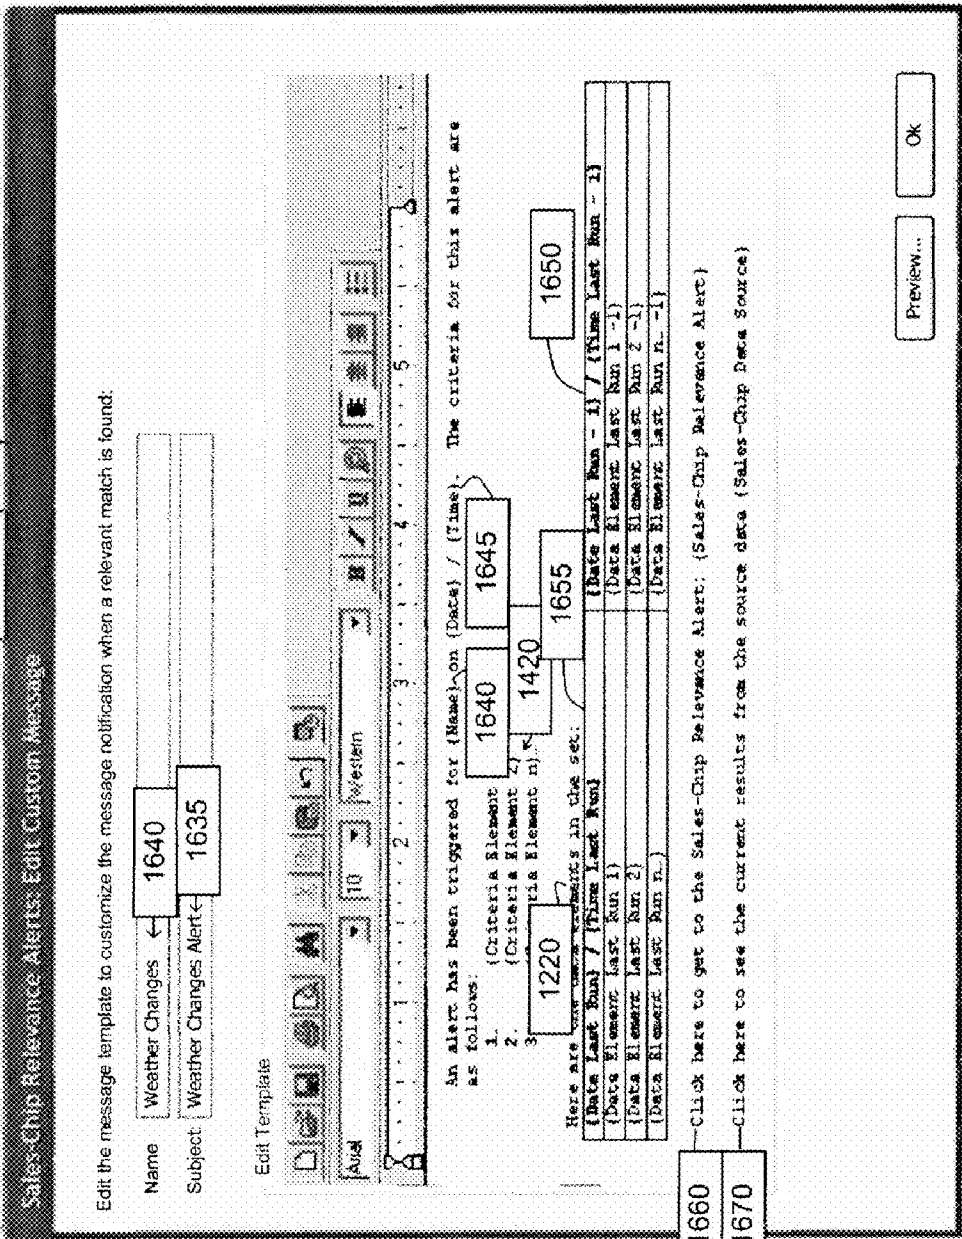 Sales-Chip Relevance Alerts Edit Custom Message
Edit the message template to customize the message notification when a relevant match is found:
Name Weather Changes 1640
Subject: Weather Changes Alert 1635
Edit Template
Arial 10 Western
1 2 3 4 5
An alert has been triggered for {Name} on {Date} / {Time}. The criteria for this alert are
as follows:
1640 1645
1. {Criteria Element
2. {Criteria Element 2}
3 ria Element n}
1420
1220 1655 1650
Here are the data elements in the set:
{Date Last Run} / {Time Last Run} {Date Last Run - 1} / {Time Last Run - 1}
{Data Element Last Run 1} {Data Element Last Run 1 -1}
{Data Element Last Run 2} {Data Element Last Run 2 -1}
{Data Element Last Run n.} {Data Element Last Run n. -1}
1660 Click here to get to the Sales-Chip Relevance Alert: {Sales-Chip Relevance Alert}
1670 Click here to see the current results from the source data {Sales-Chip Data Source}
Preview... Ok